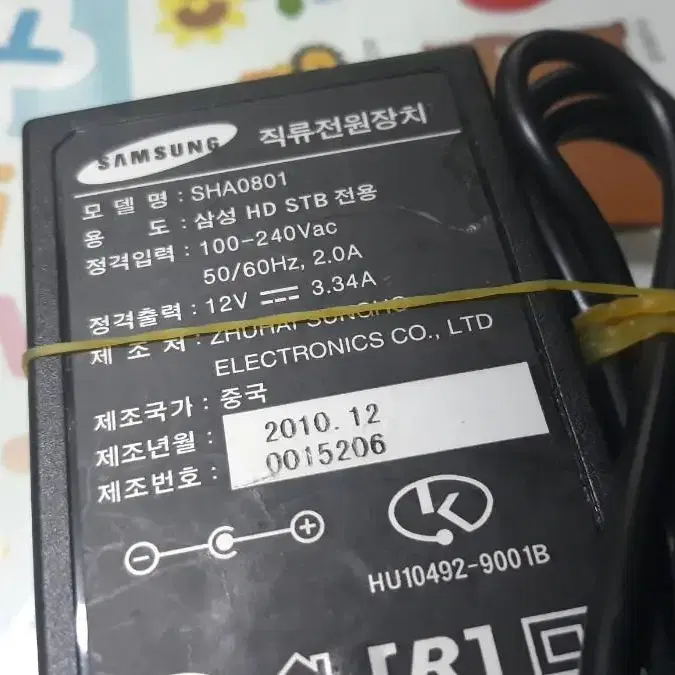 SAMSUNG 직류전원장치
모 델 명 : SHA0801
용 도 : 삼성 HD STB 전용
정격입력 : 100-240Vac
50/60Hz, 2.0A
정격출력 : 12V 3.34A
제 조 자 : ZHUHAI SUNGHO
ELECTRONICS CO., LTD
제조국가 : 중국
제조년월 : 2010.12
제조번호 : 0015206
HU10492-9001B
[R]